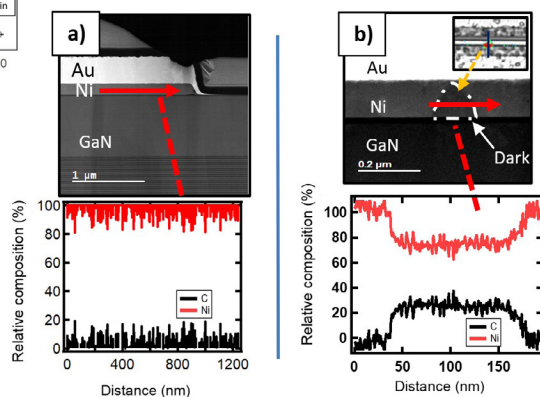 in
+
0
a)
Au
Ni
GaN
1 µm
Relative composition (%)
100
80
60
40
20
0
C
Ni
0
400
800
1200
Distance (nm)
b)
Au
Ni
GaN
Dark
0.2 µm
Relative composition (%)
100
80
60
40
20
0
C
Ni
0
50
100
150
Distance (nm)